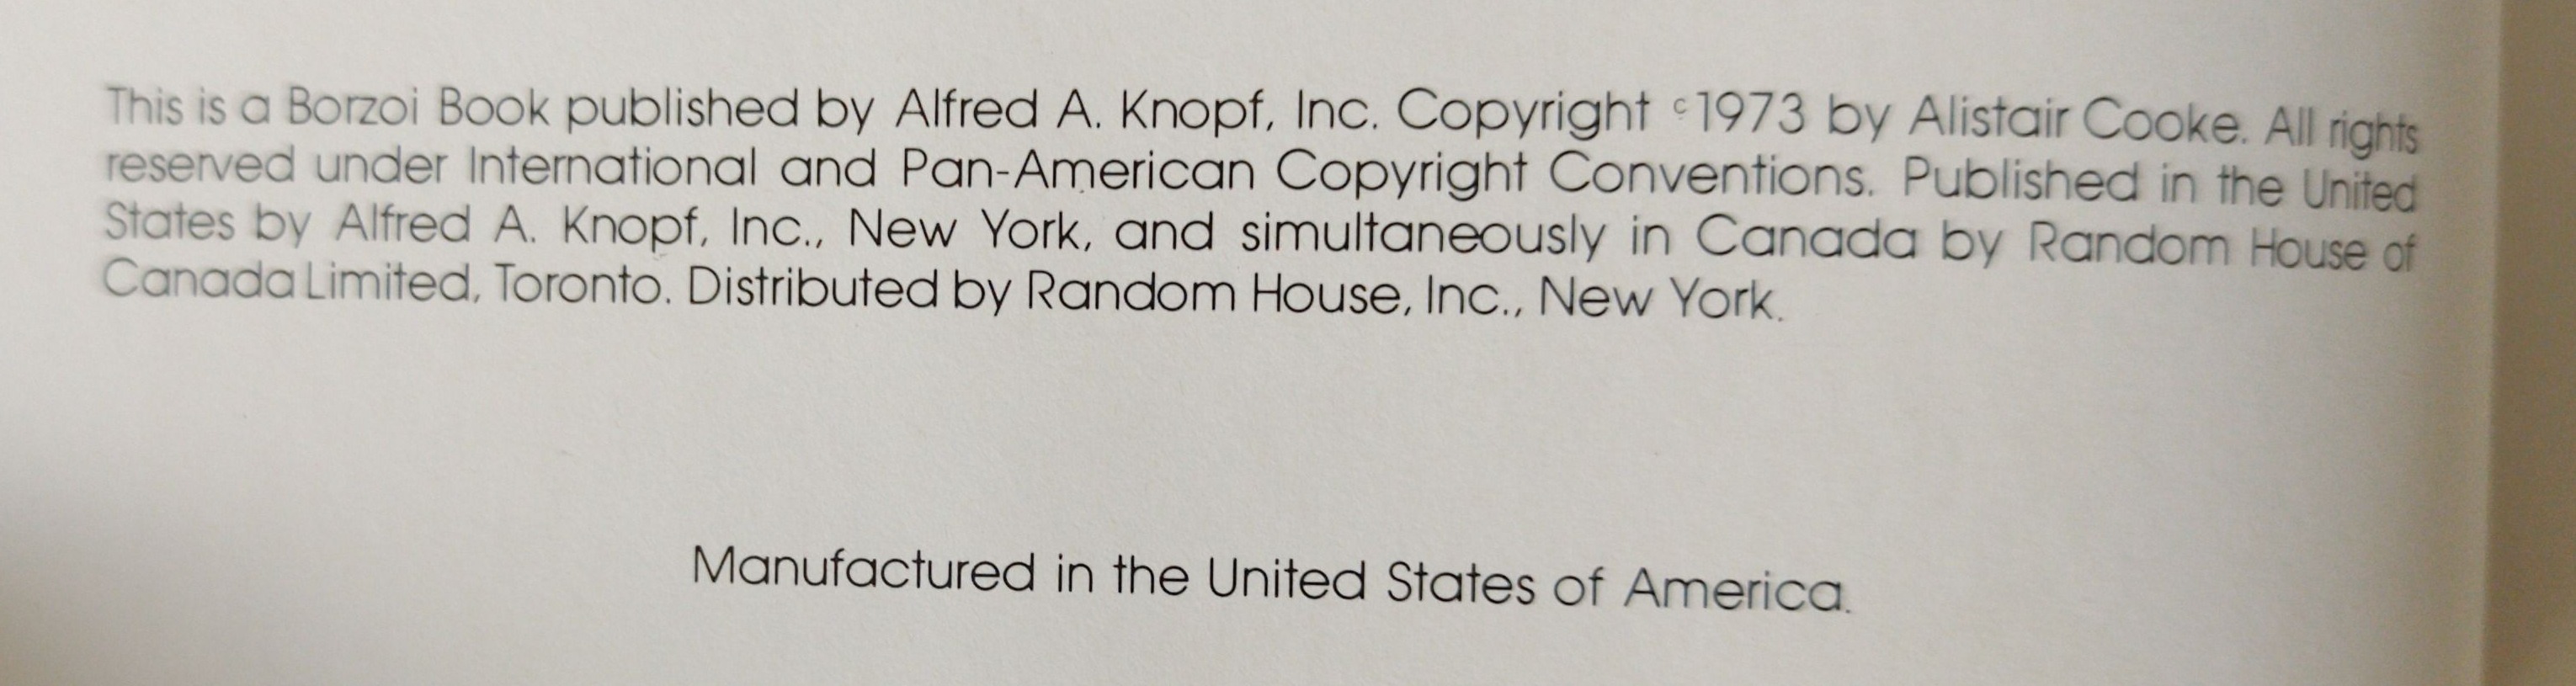 This is a Borzoi Book published by Alfred A. Knopf, Inc. Copyright ©1973 by Alistair Cooke. All rights
reserved under International and Pan-American Copyright Conventions. Published in the United
States by Alfred A. Knopf, Inc., New York, and simultaneously in Canada by Random House of
Canada Limited, Toronto. Distributed by Random House, Inc., New York.
Manufactured in the United States of America.